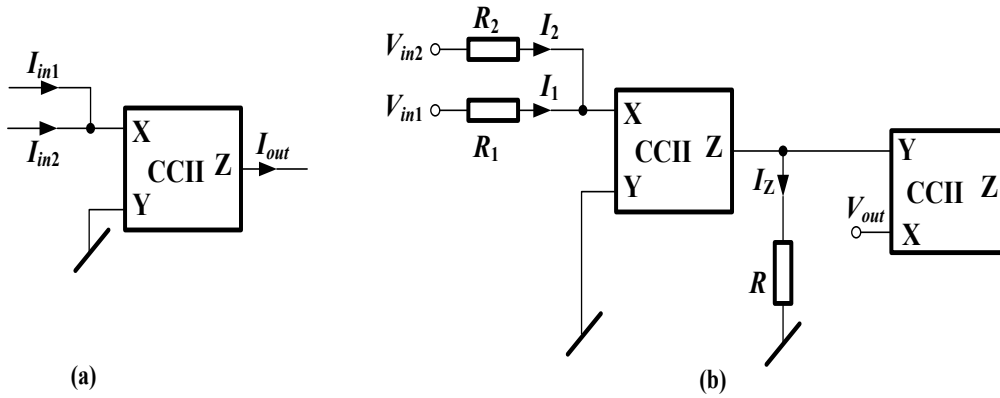 I_in1
I_in2
X
CCII
Z
Y
I_out
(a)
R_2
I_2
V_in2
I_1
V_in1
R_1
X
CCII
Z
Y
I_Z
R
Y
CCII
Z
X
V_out
(b)